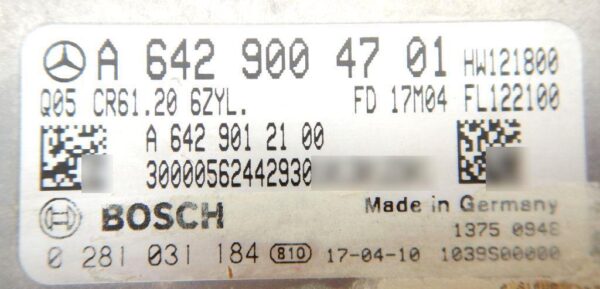 A 642 900 47 01 HW121800
Q05 CR61.20 6ZYL. FD 17M04 FL122100
A 642 901 21 00
30000562442930
BOSCH Made in Germany
1375 0948
0 281 031 184 810 17-04-10 1039S00000